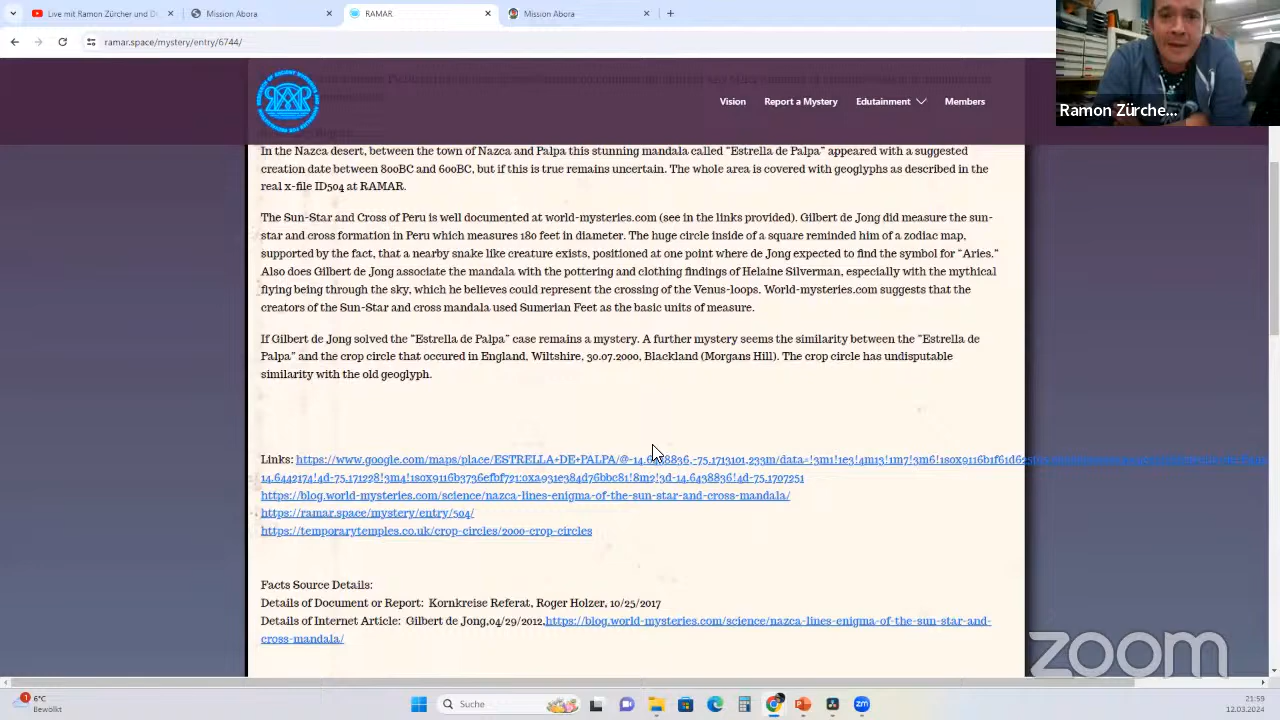 Live mit Ramon Zürcher und D
Mission Abora
RAMAR
Mission Abora
ramar.space/mystery/entry/6744/
Vision
Report a Mystery
Edutainment
Members
Ramon Zürche...
In the Nazca desert, between the town of Nazca and Palpa this stunning mandala called "Estrella de Palpa" appeared with a suggested
creation date between 800BC and 600BC, but if this is true remains uncertain. The whole area is covered with geoglyphs as described in the
real x-file ID504 at RAMAR.
The Sun-Star and Cross of Peru is well documented at world-mysteries.com (see in the links provided). Gilbert de Jong did measure the sun-
star and cross formation in Peru which measures 180 feet in diameter. The huge circle inside of a square reminded him of a zodiac map,
supported by the fact, that a nearby snake like creature exists, positioned at one point where de Jong expected to find the symbol for "Aries."
Also does Gilbert de Jong associate the mandala with the pottering and clothing findings of Helaine Silverman, especially with the mythical
flying being through the sky, which he believes could represent the crossing of the Venus-loops. World-mysteries.com suggests that the
creators of the Sun-Star and cross mandala used Sumerian Feet as the basic units of measure.
If Gilbert de Jong solved the "Estrella de Palpa" case remains a mystery. A further mystery seems the similarity between the "Estrella de
Palpa" and the crop circle that occured in England, Wiltshire, 30.07.2000, Blackland (Morgans Hill). The crop circle has undisputable
similarity with the old geoglyph.
Links:
https://blog.world-mysteries.com/science/nazca-lines-enigma-of-the-sun-star-and-cross-mandala/
https://ramar.space/mystery/entry/504/
https://temporarytemples.co.uk/crop-circles/2000-crop-circles
Facts Source Details:
Details of Document or Report: Kornkreise Referat, Roger Holzer, 10/25/2017
Details of Internet Article: Gilbert de Jong,04/29/2012,https://blog.world-mysteries.com/science/nazca-lines-enigma-of-the-sun-star-and-
cross-mandala/
zoom
6°C
Bewölkt
Suche
21:59
12.03.2024